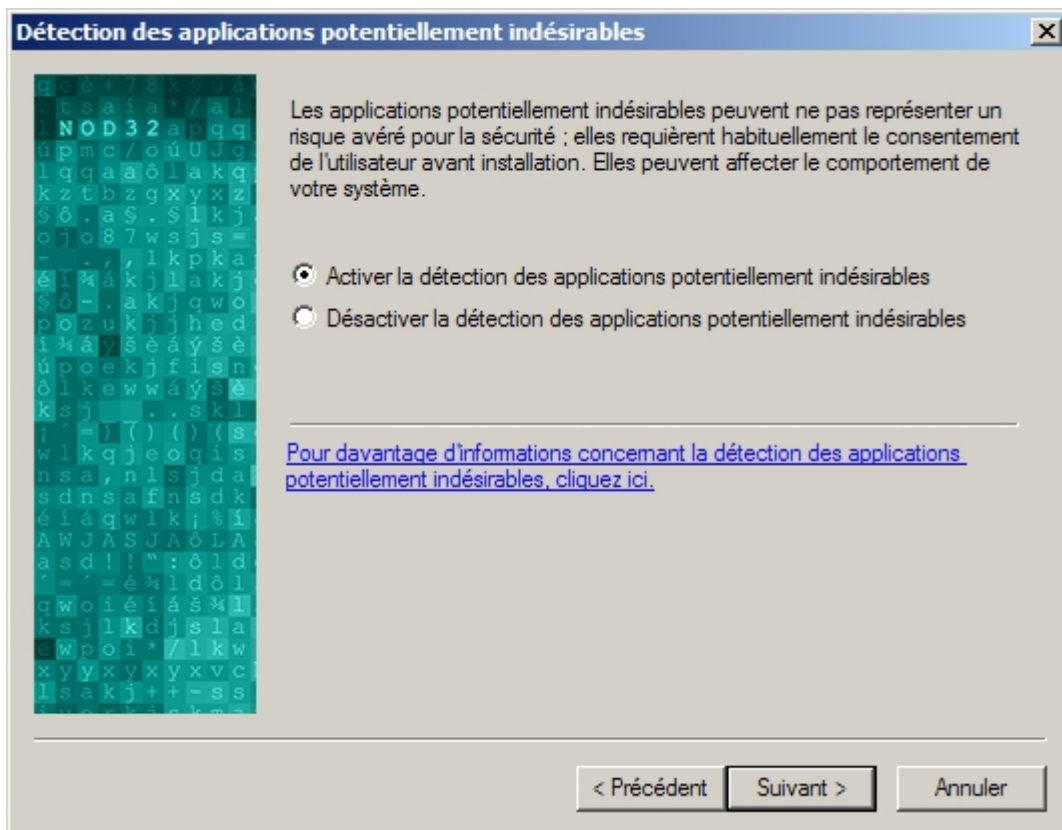 Détection des applications potentiellement indésirables
NOD32
Les applications potentiellement indésirables peuvent ne pas représenter un
risque avéré pour la sécurité ; elles requièrent habituellement le consentement
de l'utilisateur avant installation. Elles peuvent affecter le comportement de
votre système.
Activer la détection des applications potentiellement indésirables
Désactiver la détection des applications potentiellement indésirables
Pour davantage d'informations concernant la détection des applications
potentiellement indésirables, cliquez ici.
< Précédent
Suivant >
Annuler